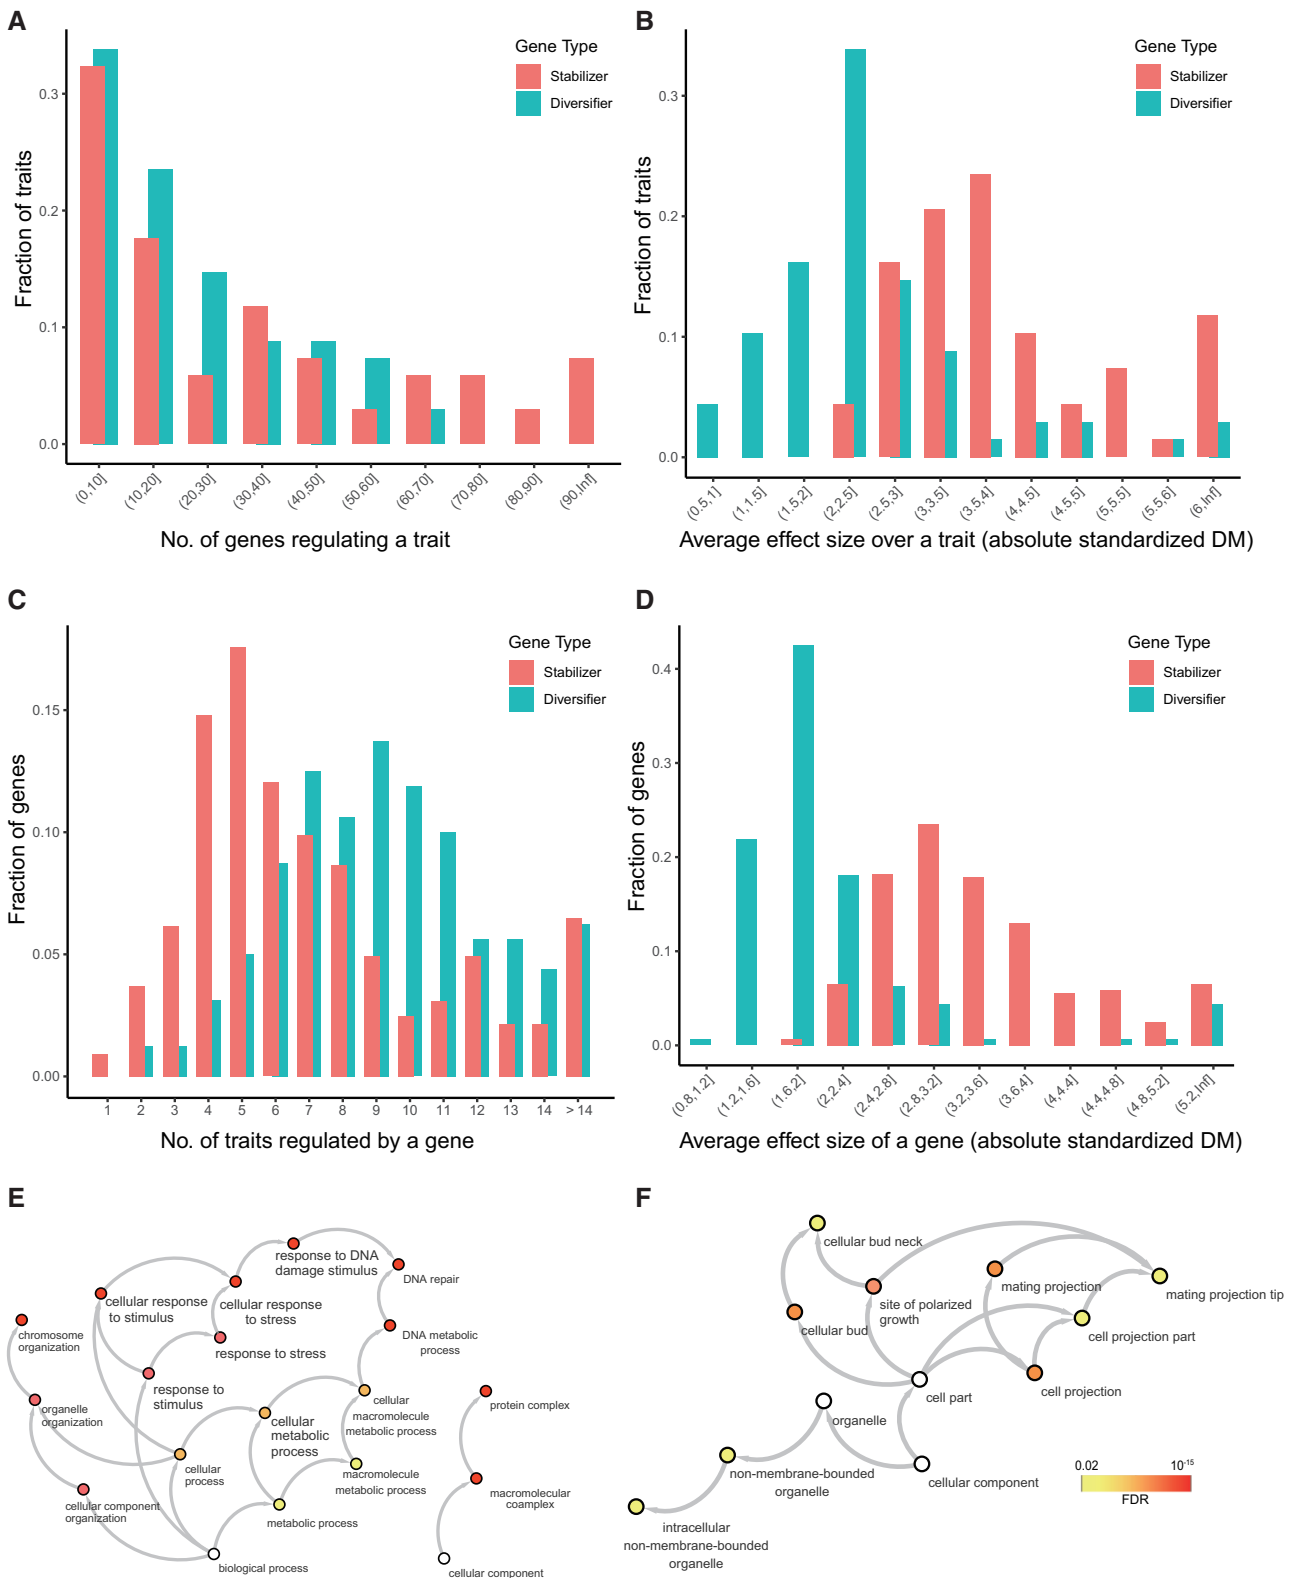 A
Gene Type
Stabilizer
Diversifier
Fraction of traits
0.3
0.2
0.1
0.0
(0,10]
(10,20]
(20,30]
(30,40]
(40,50]
(50,60]
(60,70]
(70,80]
(80,90]
(90,Inf]
No. of genes regulating a trait
B
Gene Type
Stabilizer
Diversifier
Fraction of traits
0.3
0.2
0.1
0.0
(0.5,1]
(1,1.5]
(1.5,2]
(2,2.5]
(2.5,3]
(3,3.5]
(3.5,4]
(4,4.5]
(4.5,5]
(5,5.5]
(5.5,6]
(6,Inf]
Average effect size over a trait (absolute standardized DM)
C
Gene Type
Stabilizer
Diversifier
Fraction of genes
0.15
0.10
0.05
0.00
1
2
3
4
5
6
7
8
9
10
11
12
13
14
> 14
No. of traits regulated by a gene
D
Gene Type
Stabilizer
Diversifier
Fraction of genes
0.4
0.3
0.2
0.1
0.0
(0.8,1.2]
(1.2,1.6]
(1.6,2]
(2,2.4]
(2.4,2.8]
(2.8,3.2]
(3.2,3.6]
(3.6,4]
(4,4.4]
(4.4,4.8]
(4.8,5.2]
(5.2,Inf]
Average effect size of a gene (absolute standardized DM)
E
response to DNA
damage stimulus
DNA repair
cellular response
to stimulus
cellular response
to stress
chromosome
organization
response to stress
DNA metabolic
process
response to
stimulus
organelle
organization
cellular
metabolic
process
cellular
macromolecule
metabolic process
protein complex
cellular
process
macromolecule
metabolic process
cellular component
organization
metabolic process
macromolecular
coamplex
biological process
cellular component
F
cellular bud neck
mating projection
mating projection tip
site of polarized
growth
cellular bud
cell projection part
cell part
cell projection
organelle
non-membrane-bounded
organelle
cellular component
intracellular
non-membrane-bounded
organelle
0.02
10-15
FDR